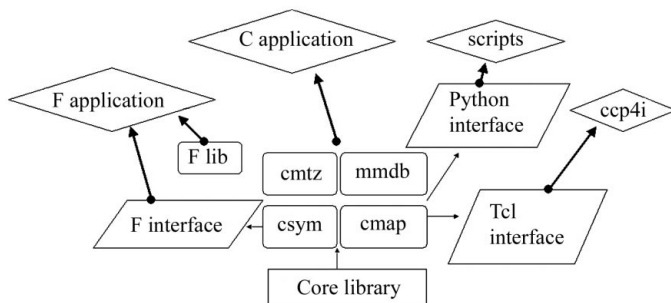 C application
scripts
F application
Python
interface
ccp4i
F lib
cmtz
mmdb
F interface
csym
cmap
Tcl
interface
Core library